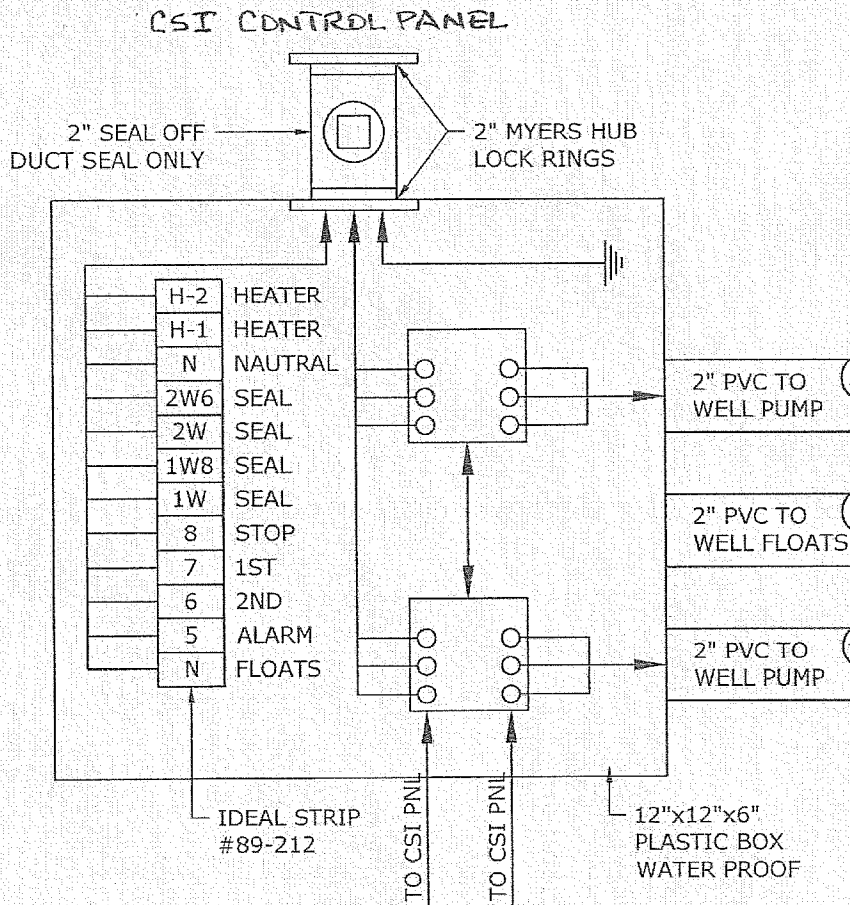 CSI CONTROL PANEL
2" SEAL OFF
DUCT SEAL ONLY
2" MYERS HUB
LOCK RINGS
H-2 HEATER
H-1 HEATER
N NAUTRAL
2W6 SEAL
2W SEAL
1W8 SEAL
1W SEAL
8 STOP
7 1ST
6 2ND
5 ALARM
N FLOATS
2" PVC TO
WELL PUMP
2" PVC TO
WELL FLOATS
2" PVC TO
WELL PUMP
IDEAL STRIP
#89-212
TO CSI PNL
TO CSI PNL
12"x12"x6"
PLASTIC BOX
WATER PROOF